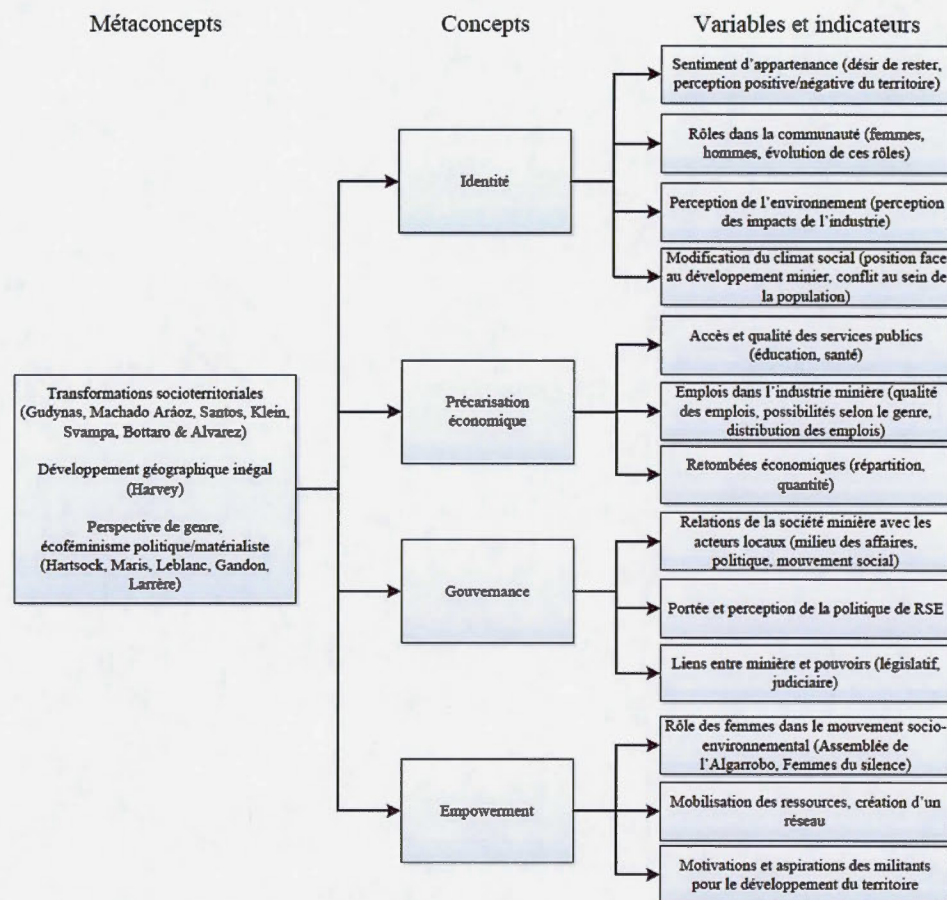 Métaconcepts
Concepts
Variables et indicateurs
Transformations socioterritoriales
(Gudynas, Machado Aráoz, Santos, Klein,
Svampa, Bottaro & Alvarez)
Développement géographique inégal
(Harvey)
Perspective de genre,
écoféminisme politique/matérialiste
(Hartsock, Maris, Leblanc, Gandon,
Larrère)
Identité
Sentiment d'appartenance (désir de rester,
perception positive/négative du territoire)
Rôles dans la communauté (femmes,
hommes, évolution de ces rôles)
Perception de l'environnement (perception
des impacts de l'industrie)
Modification du climat social (position face
au développement minier, conflit au sein de
la population)
Précarisation
économique
Accès et qualité des services publics
(éducation, santé)
Emplois dans l'industrie minière (qualité
des emplois, possibilités selon le genre,
distribution des emplois)
Retombées économiques (répartition,
quantité)
Gouvernance
Relations de la société minière avec les
acteurs locaux (milieu des affaires,
politique, mouvement social)
Portée et perception de la politique de RSE
Liens entre minière et pouvoirs (législatif,
judiciaire)
Empowerment
Rôle des femmes dans le mouvement socio-
environnemental (Assemblée de
l'Algarrobo, Femmes du silence)
Mobilisation des ressources, création d'un
réseau
Motivations et aspirations des militants
pour le développement du territoire